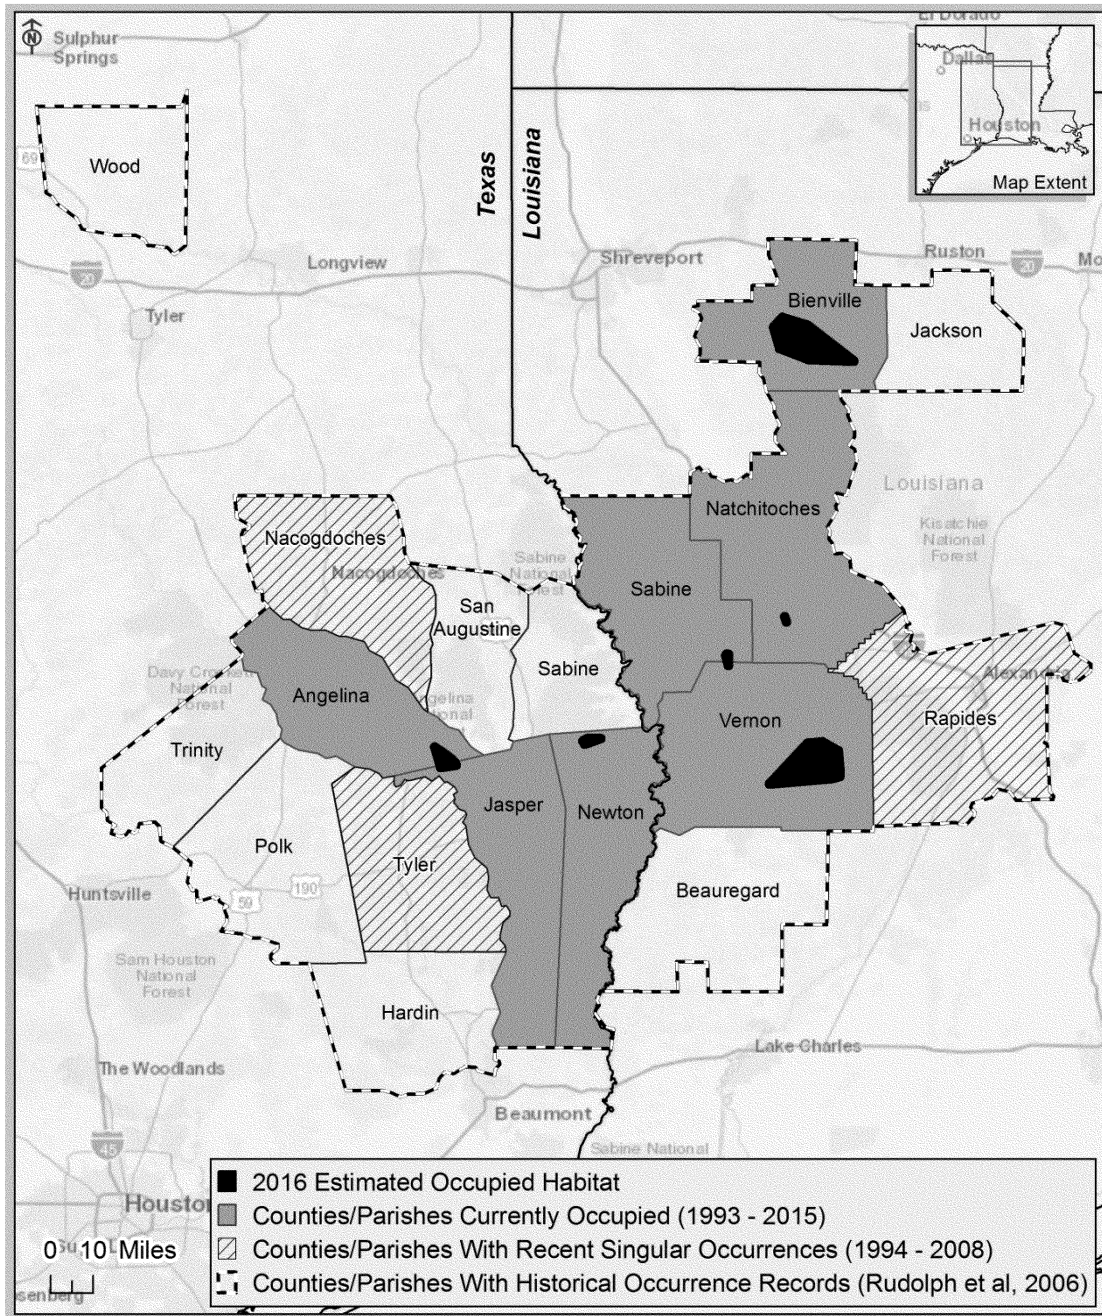 N
Sulphur
Springs
El Dorado
Dallas
Houston
Map Extent
Wood
69
Texas
Louisiana
20
Longview
Tyler
Shreveport
Ruston
20
Mo
Bienville
Jackson
Louisiana
Kisatchie
National
Forest
Natchitoches
Nacogdoches
Nacogdoches
Sabine
National
Forest
San
Augustine
Sabine
Sabine
Alexandria
Davy Crockett
National
Forest
Angelina
Angelina
National
Vernon
Rapides
Trinity
Jasper
Newton
Polk
Tyler
Beauregard
Huntsville
59
190
Sam Houston
National
Forest
Hardin
The Woodlands
Lake Charles
Beaumont
Sabine National
45
Houston
0 10 Miles
osenberg
2016 Estimated Occupied Habitat
Counties/Parishes Currently Occupied (1993 - 2015)
Counties/Parishes With Recent Singular Occurrences (1994 - 2008)
Counties/Parishes With Historical Occurrence Records (Rudolph et al, 2006)